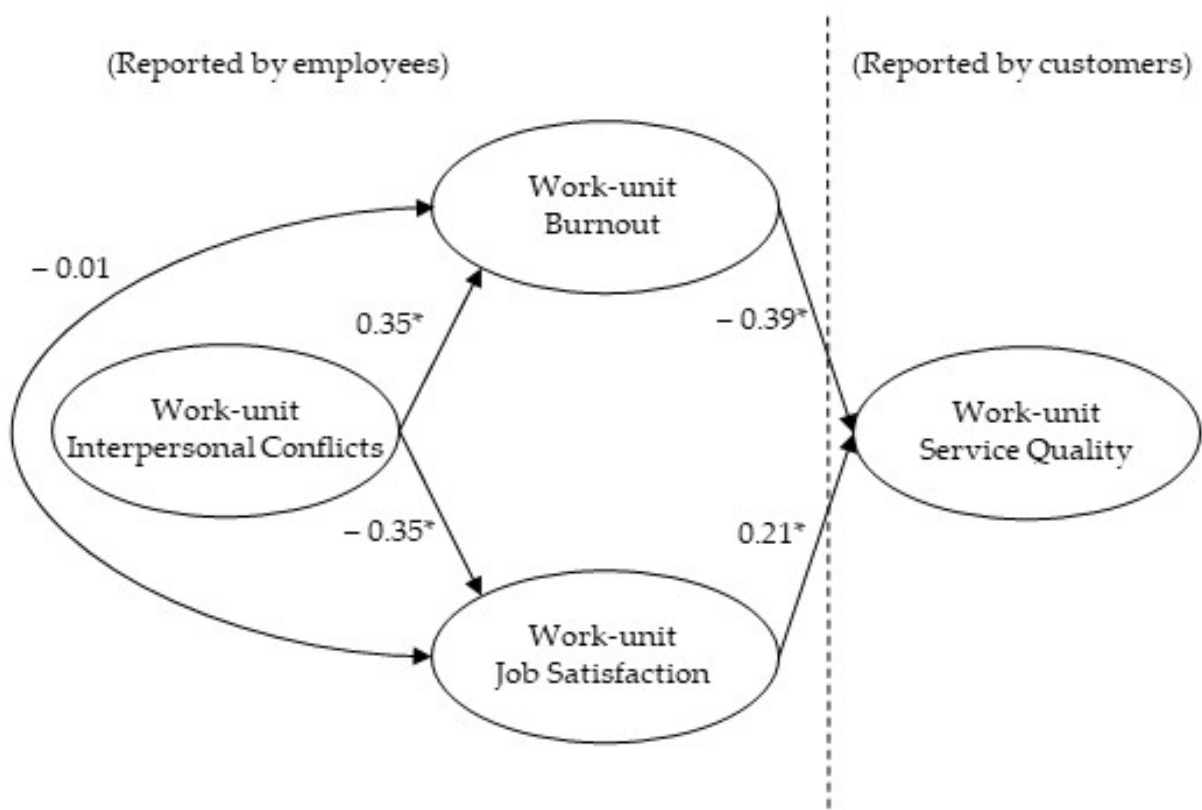 (Reported by employees)
(Reported by customers)
Work-unit
Burnout
– 0.01
0.35*
– 0.39*
Work-unit
Interpersonal Conflicts
Work-unit
Service Quality
– 0.35*
0.21*
Work-unit
Job Satisfaction